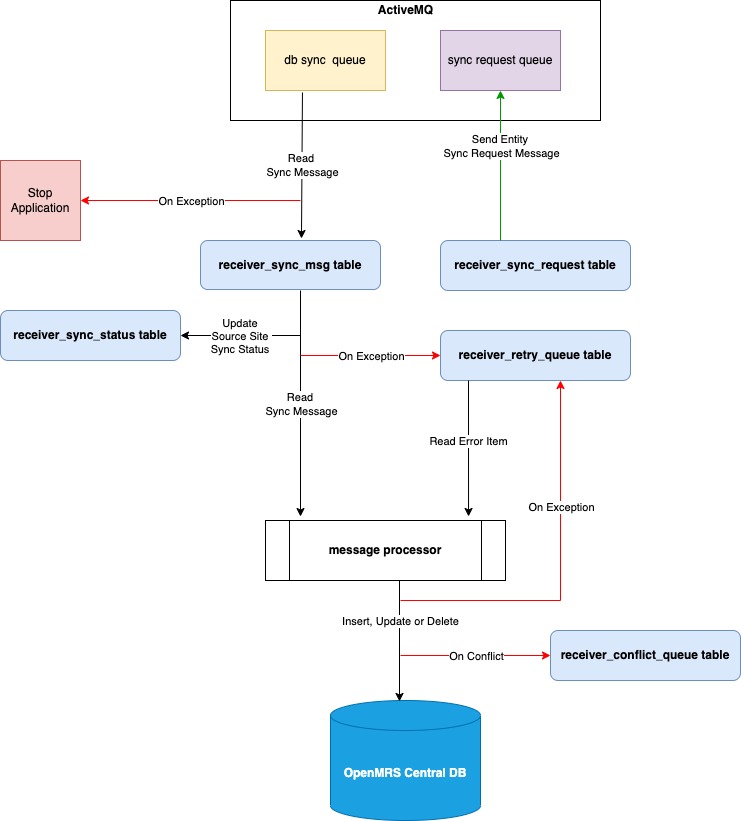 ActiveMQ
db sync queue
sync request queue
Send Entity
Sync Request Message
Read
Sync Message
Stop
Application
On Exception
receiver_sync_msg table
receiver_sync_request table
Update
Source Site
Sync Status
receiver_sync_status table
On Exception
receiver_retry_queue table
Read
Sync Message
Read Error Item
On Exception
message processor
Insert, Update or Delete
On Conflict
receiver_conflict_queue table
OpenMRS Central DB